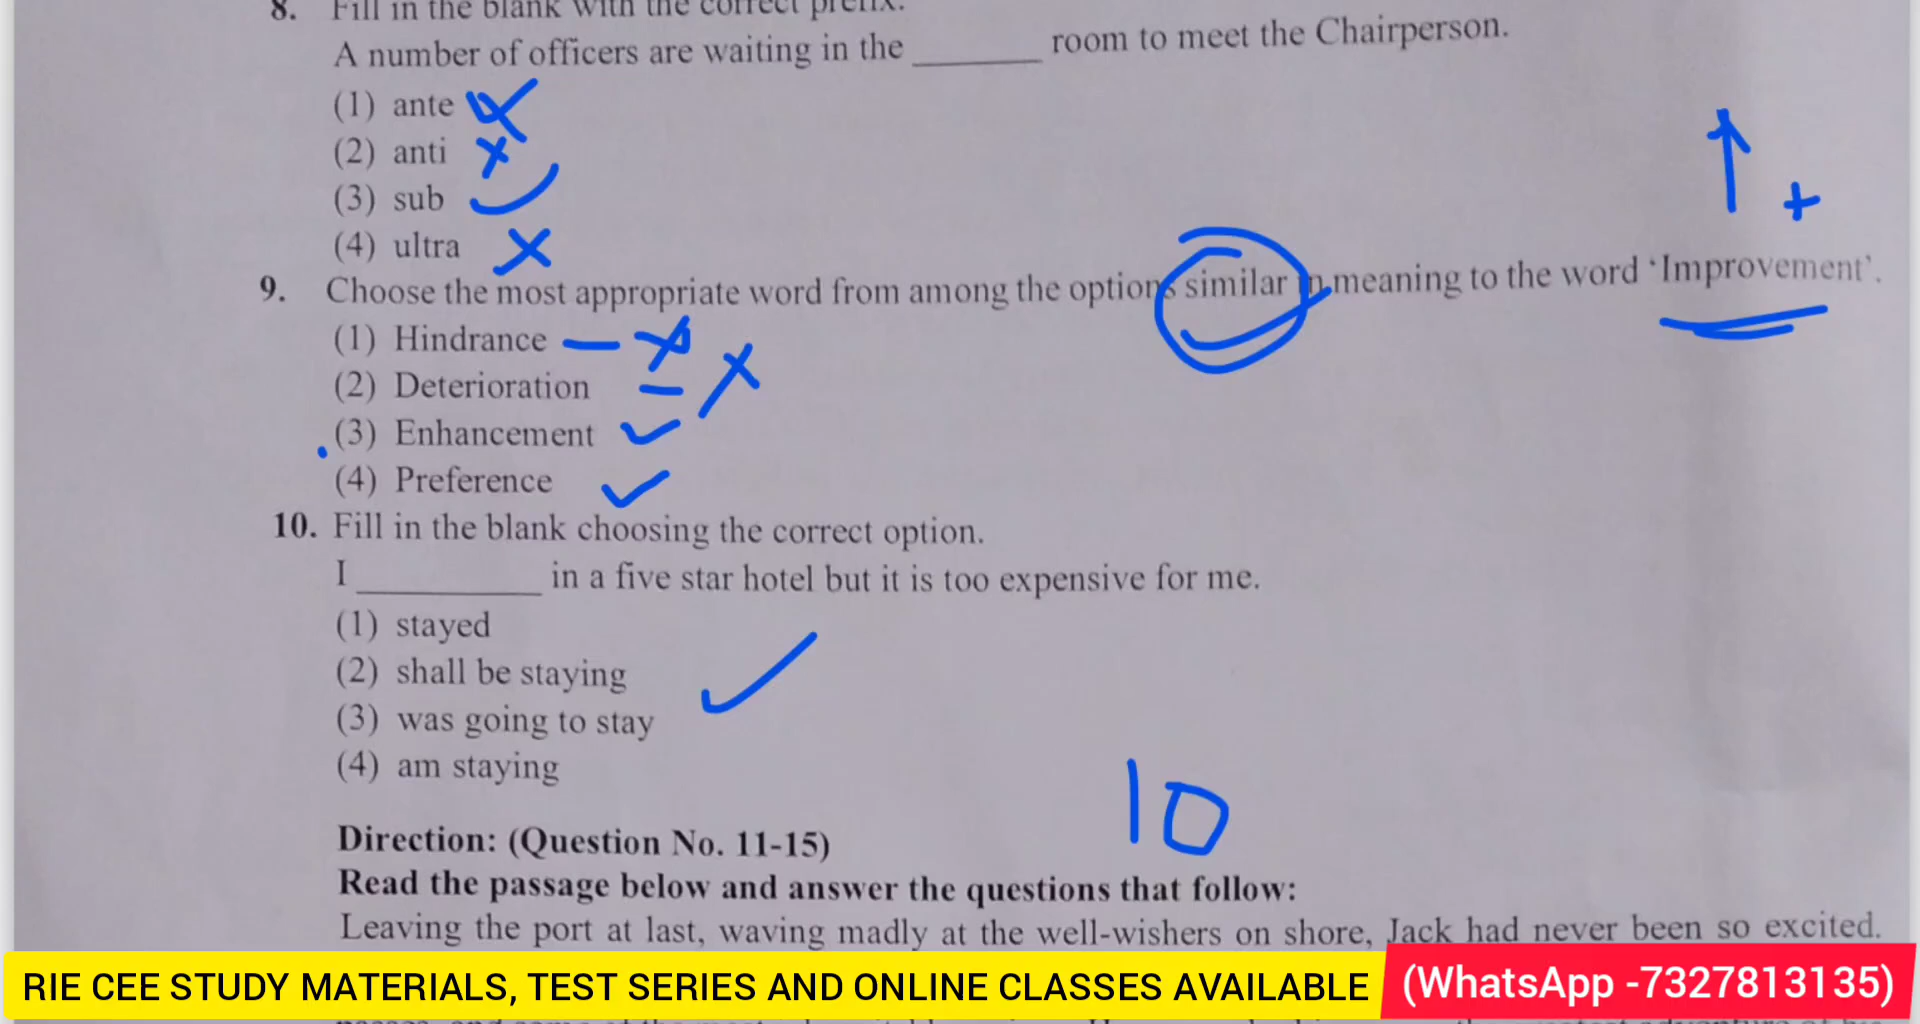 8. Fill in the blank with the correct prefix.
A number of officers are waiting in the ______ room to meet the Chairperson.
(1) ante
(2) anti
(3) sub
(4) ultra
9. Choose the most appropriate word from among the options similar in meaning to the word ‘Improvement’.
(1) Hindrance
(2) Deterioration
(3) Enhancement
(4) Preference
10. Fill in the blank choosing the correct option.
I ______ in a five star hotel but it is too expensive for me.
(1) stayed
(2) shall be staying
(3) was going to stay
(4) am staying
10
Direction: (Question No. 11-15)
Read the passage below and answer the questions that follow:
Leaving the port at last, waving madly at the well-wishers on shore, Jack had never been so excited.
RIE CEE STUDY MATERIALS, TEST SERIES AND ONLINE CLASSES AVAILABLE (WhatsApp -7327813135)